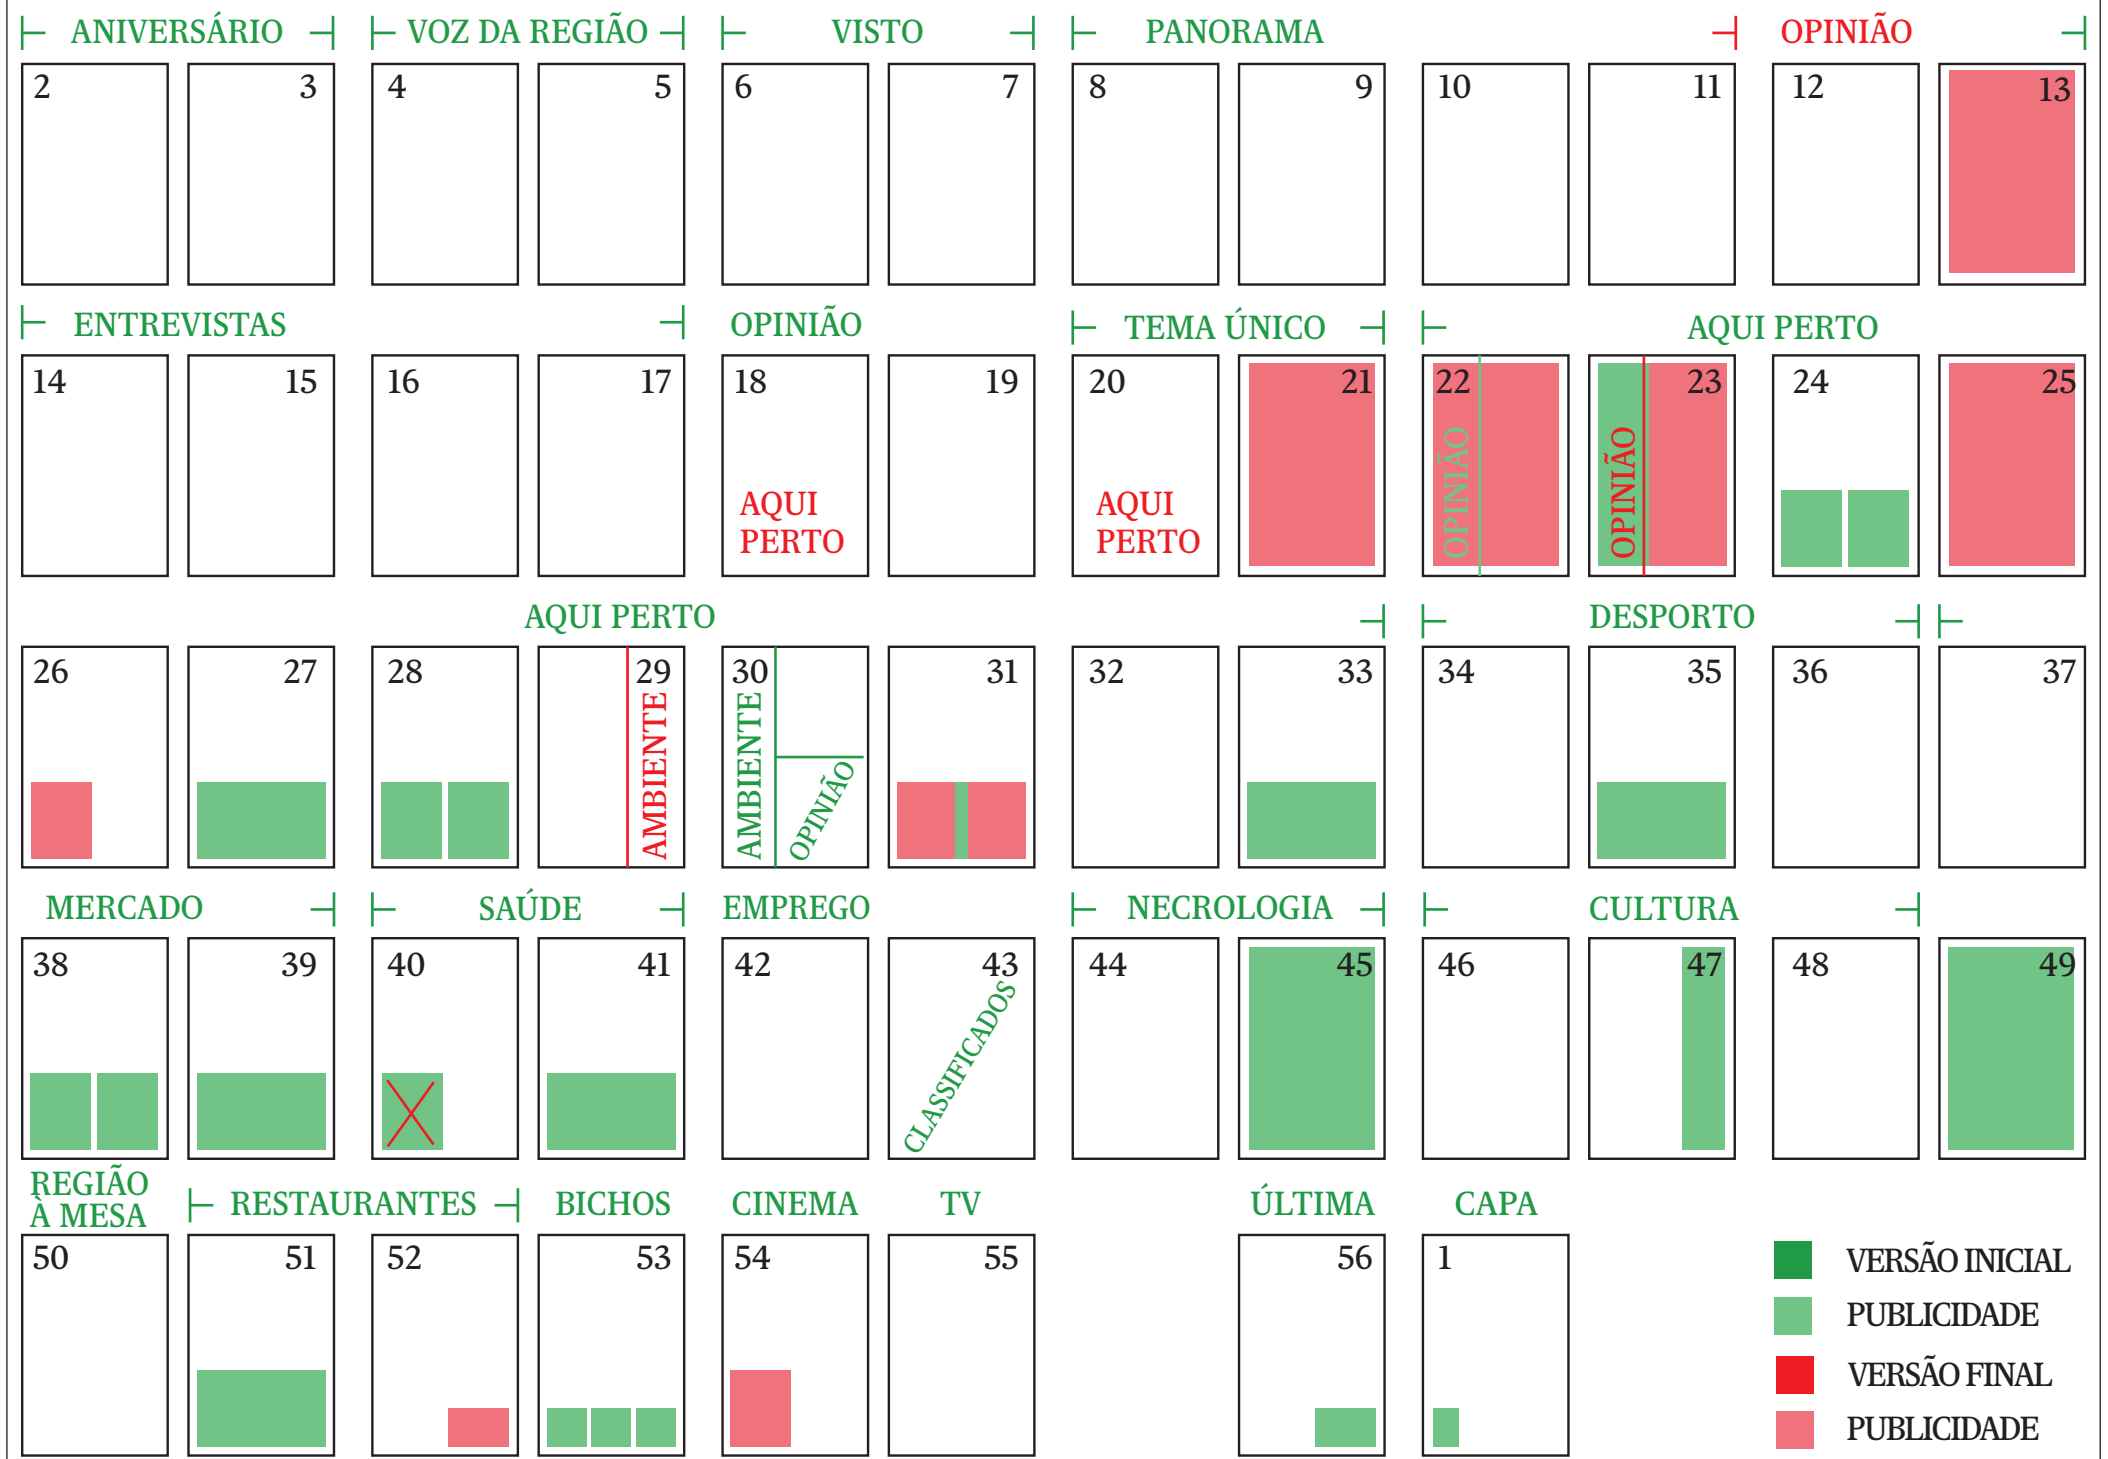 ANIVERSÁRIO VOZ DA REGIÃO VISTO PANORAMA OPINIÃO
2 3 4 5 6 7 8 9 10 11 12 13
ENTREVISTAS OPINIÃO TEMA ÚNICO AQUI PERTO
14 15 16 17 18 19 20 21 22 23 24 25
AQUI
PERTO
AQUI
PERTO
OPINIÃO
OPINIÃO
AQUI PERTO DESPORTO
26 27 28 29 30 31 32 33 34 35 36 37
AMBIENTE
AMBIENTE
OPINIÃO
MERCADO SAÚDE EMPREGO NECROLOGIA CULTURA
38 39 40 41 42 43 44 45 46 47 48 49
CLASSIFICADOS
REGIÃO
À MESA
RESTAURANTES BICHOS CINEMA TV ÚLTIMA CAPA
50 51 52 53 54 55 56 1
VERSÃO INICIAL
PUBLICIDADE
VERSÃO FINAL
PUBLICIDADE